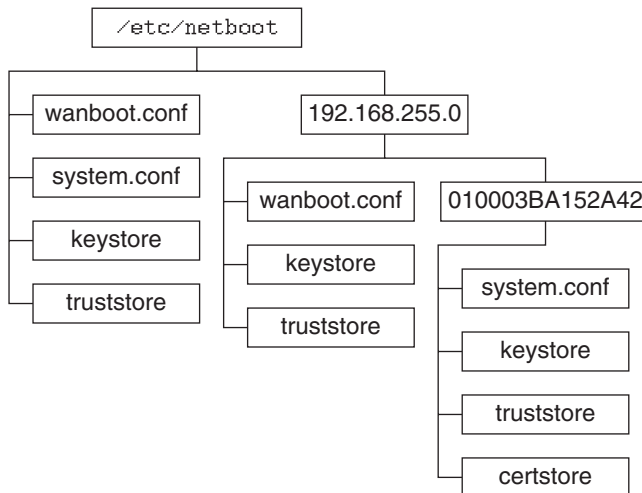 /etc/netboot
wanboot.conf
system.conf
keystore
truststore
192.168.255.0
wanboot.conf
keystore
truststore
010003BA152A42
system.conf
keystore
truststore
certstore